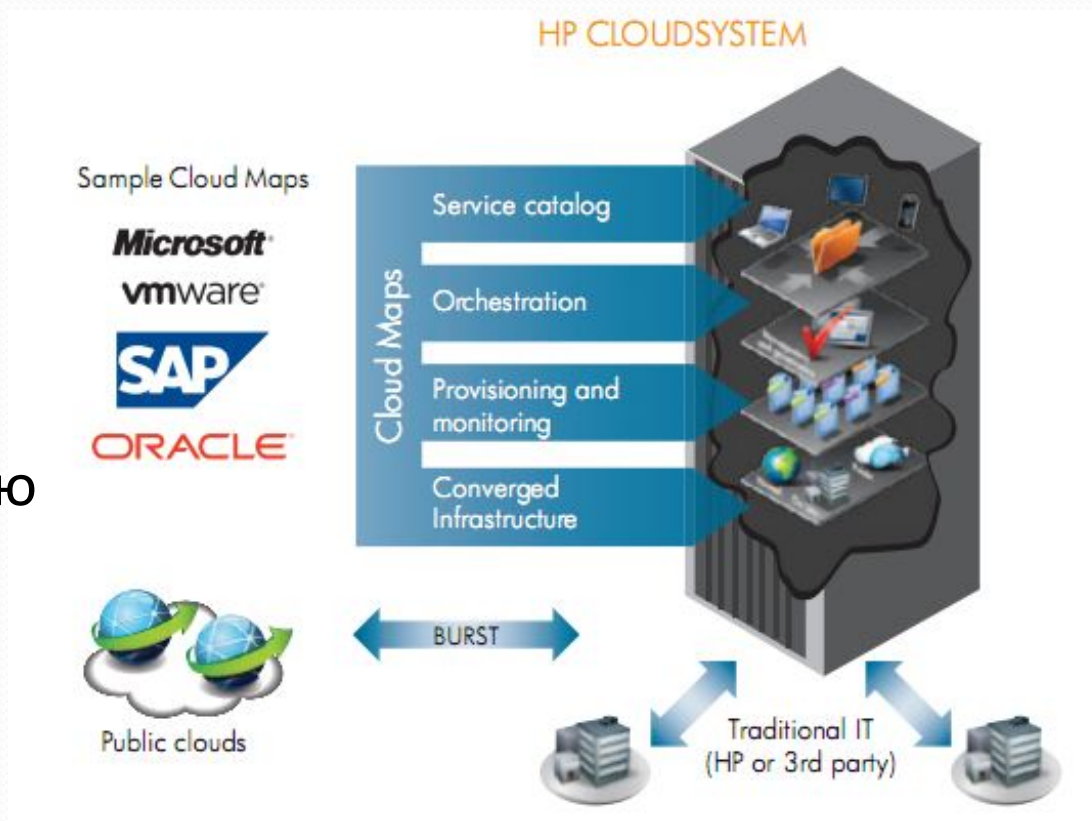 HP CLOUDSYSTEM
Sample Cloud Maps
Microsoft
vmware
SAP
ORACLE
ю
Cloud Maps
Service catalog
Orchestration
Provisioning and
monitoring
Converged
Infrastructure
BURST
Public clouds
Traditional IT
(HP or 3rd party)